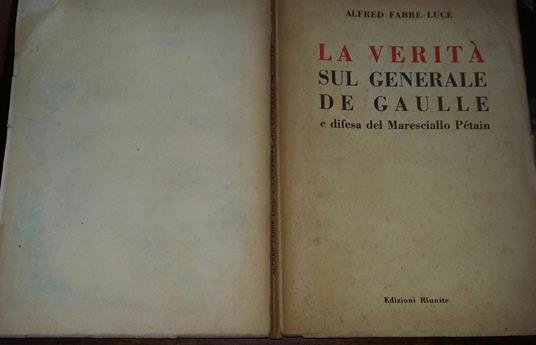 ALFRED FABRE-LUCE
LA VERITÀ
SUL GENERALE
DE GAULLE
e difesa del Maresciallo Pétain
Edizioni Riunite